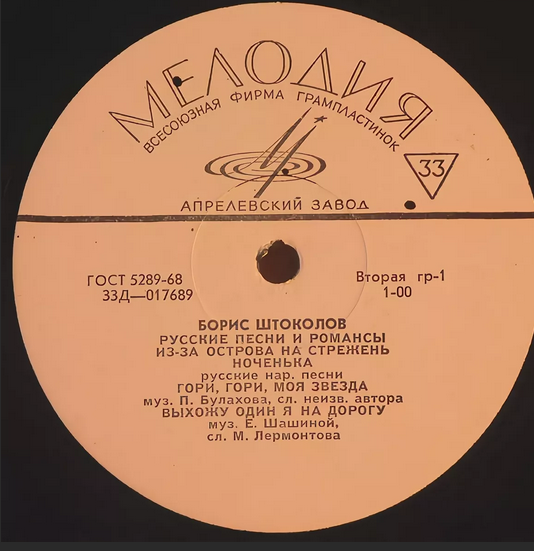 МЕЛОДИЯ
ВСЕСОЮЗНАЯ ФИРМА ГРАМПЛАСТИНОК
33
АПРЕЛЕВСКИЙ ЗАВОД
ГОСТ 5289-68
33Д—017689
Вторая гр-1
1-00
БОРИС ШТОКОЛОВ
РУССКИЕ ПЕСНИ И РОМАНСЫ
ИЗ-ЗА ОСТРОВА НА СТРЕЖЕНЬ
НОЧЕНЬКА
русские нар. песни
ГОРИ, ГОРИ, МОЯ ЗВЕЗДА
муз. П. Булахова, сл. неизв. автора
ВЫХОЖУ ОДИН Я НА ДОРОГУ
муз. Е. Шашиной,
сл. М. Лермонтова